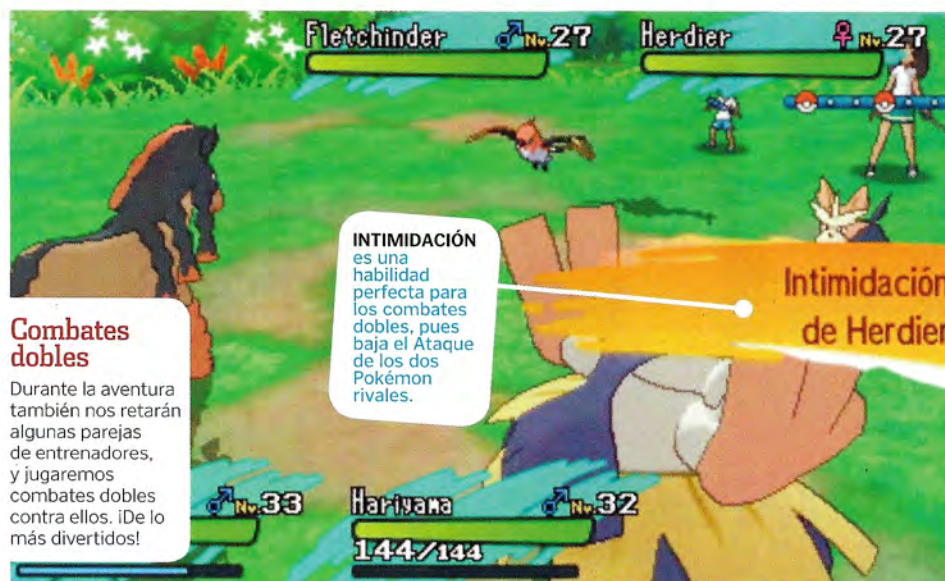 Fletchinder ♂ Nv.27
Herdier ♀ Nv.27
INTIMIDACIÓN
es una
habilidad
perfecta para
los combates
dobles, pues
baja el Ataque
de los dos
Pokémon
rivales.
Intimidación
de Herdier
Combates
dobles
Durante la aventura
también nos retarán
algunas parejas
de entrenadores,
y jugaremos
combates dobles
contra ellos. ¡De lo
más divertidos!
♂ Nv.33
Hariyama ♂ Nv.32
144/144